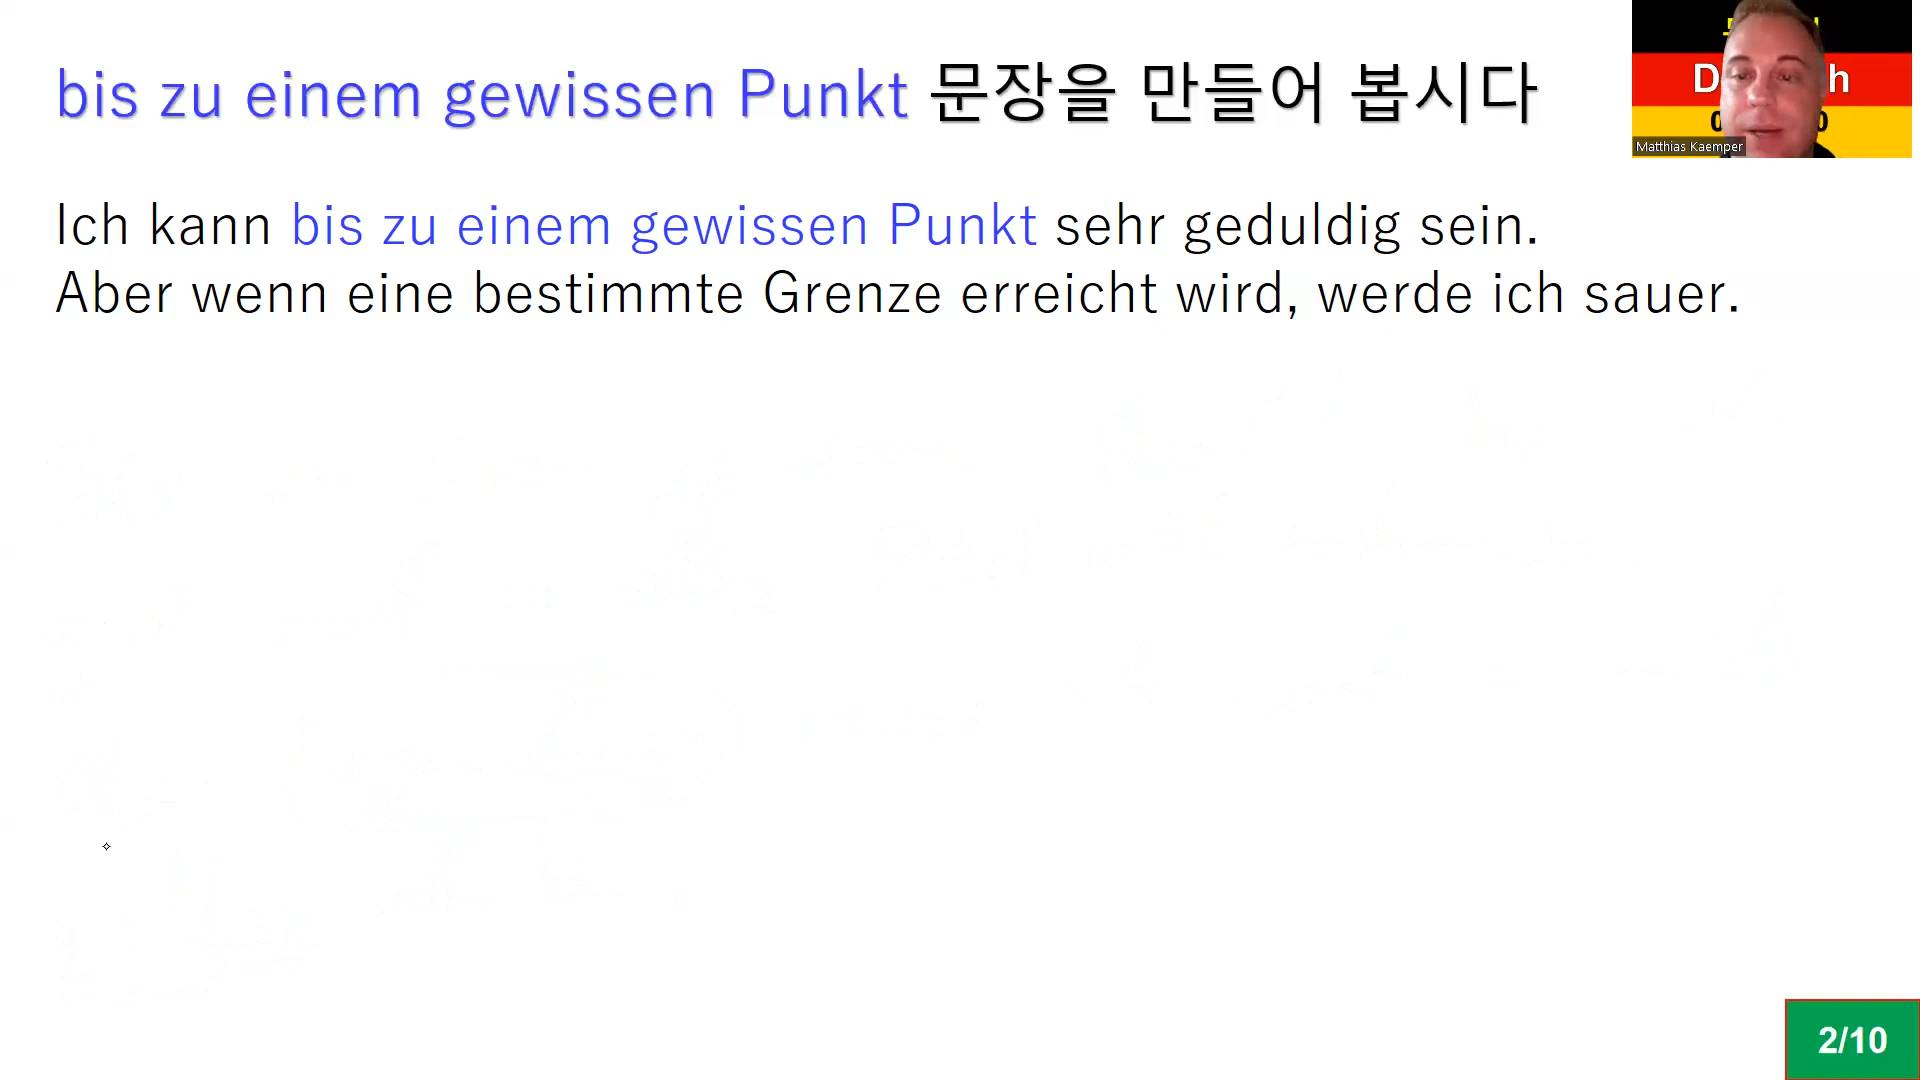 bis zu einem gewissen Punkt 문장을 만들어 봅시다
Ich kann bis zu einem gewissen Punkt sehr geduldig sein.
Aber wenn eine bestimmte Grenze erreicht wird, werde ich sauer.
Matthias Kaemper
2/10